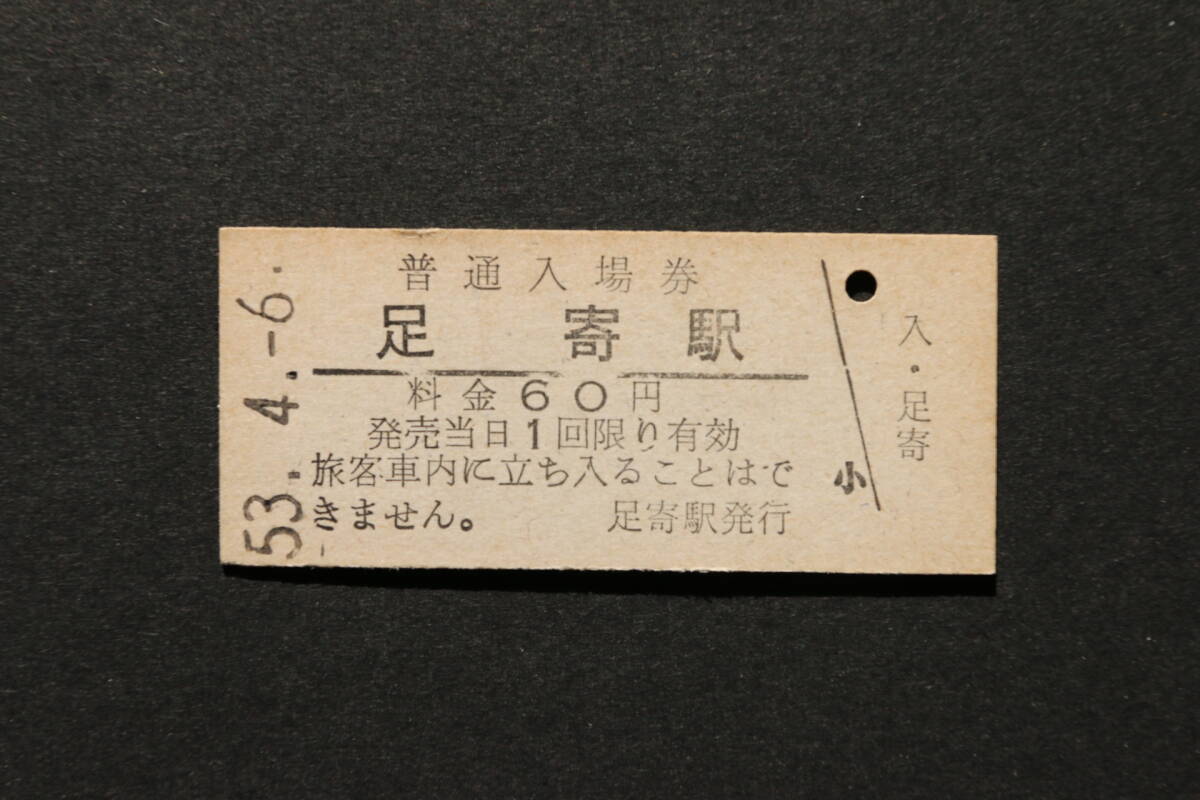 普通入場券
足寄駅
料金60円
発売当日1回限り有効
旅客車内に立ち入ることはで
きません。 足寄駅発行
53.4.-6.
小
入・足寄